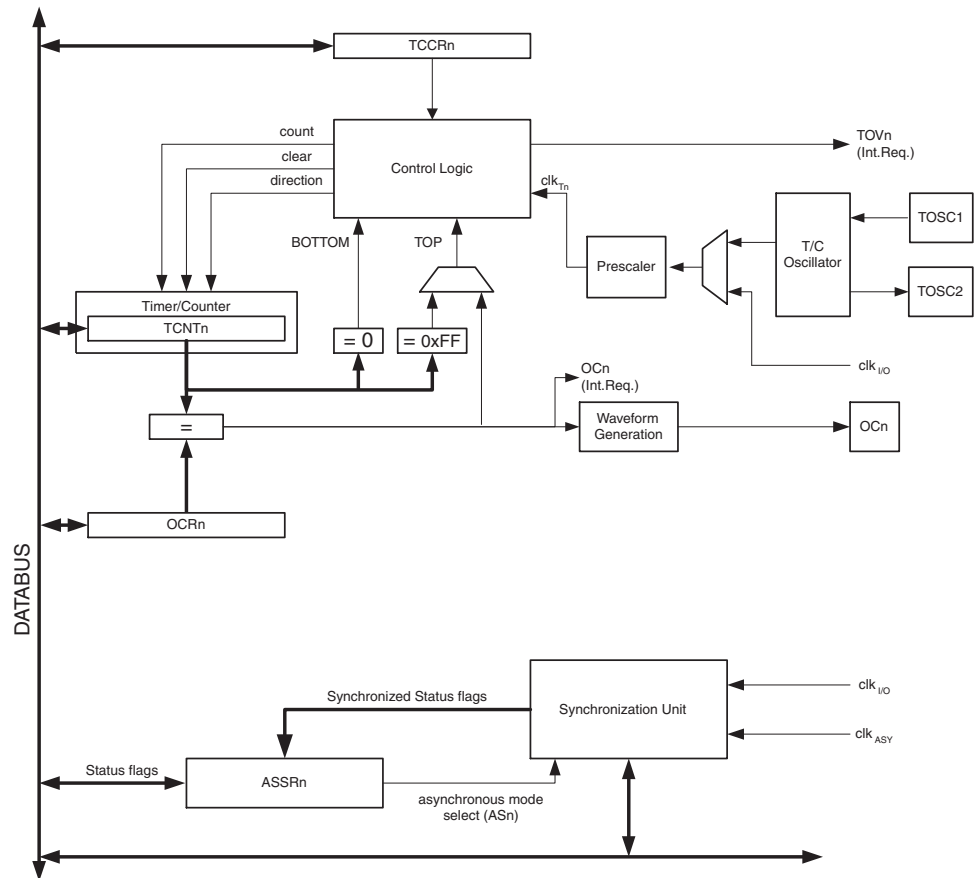 TCCRn
count
clear
direction
Control Logic
TOVn
(Int.Req.)
clkTn
BOTTOM
TOP
Prescaler
T/C
Oscillator
TOSC1
TOSC2
Timer/Counter
TCNTn
= 0
= 0xFF
clkI/O
OCn
(Int.Req.)
=
Waveform
Generation
OCn
OCRn
DATABUS
Synchronized Status flags
Synchronization Unit
clkI/O
clkASY
Status flags
ASSRn
asynchronous mode
select (ASn)